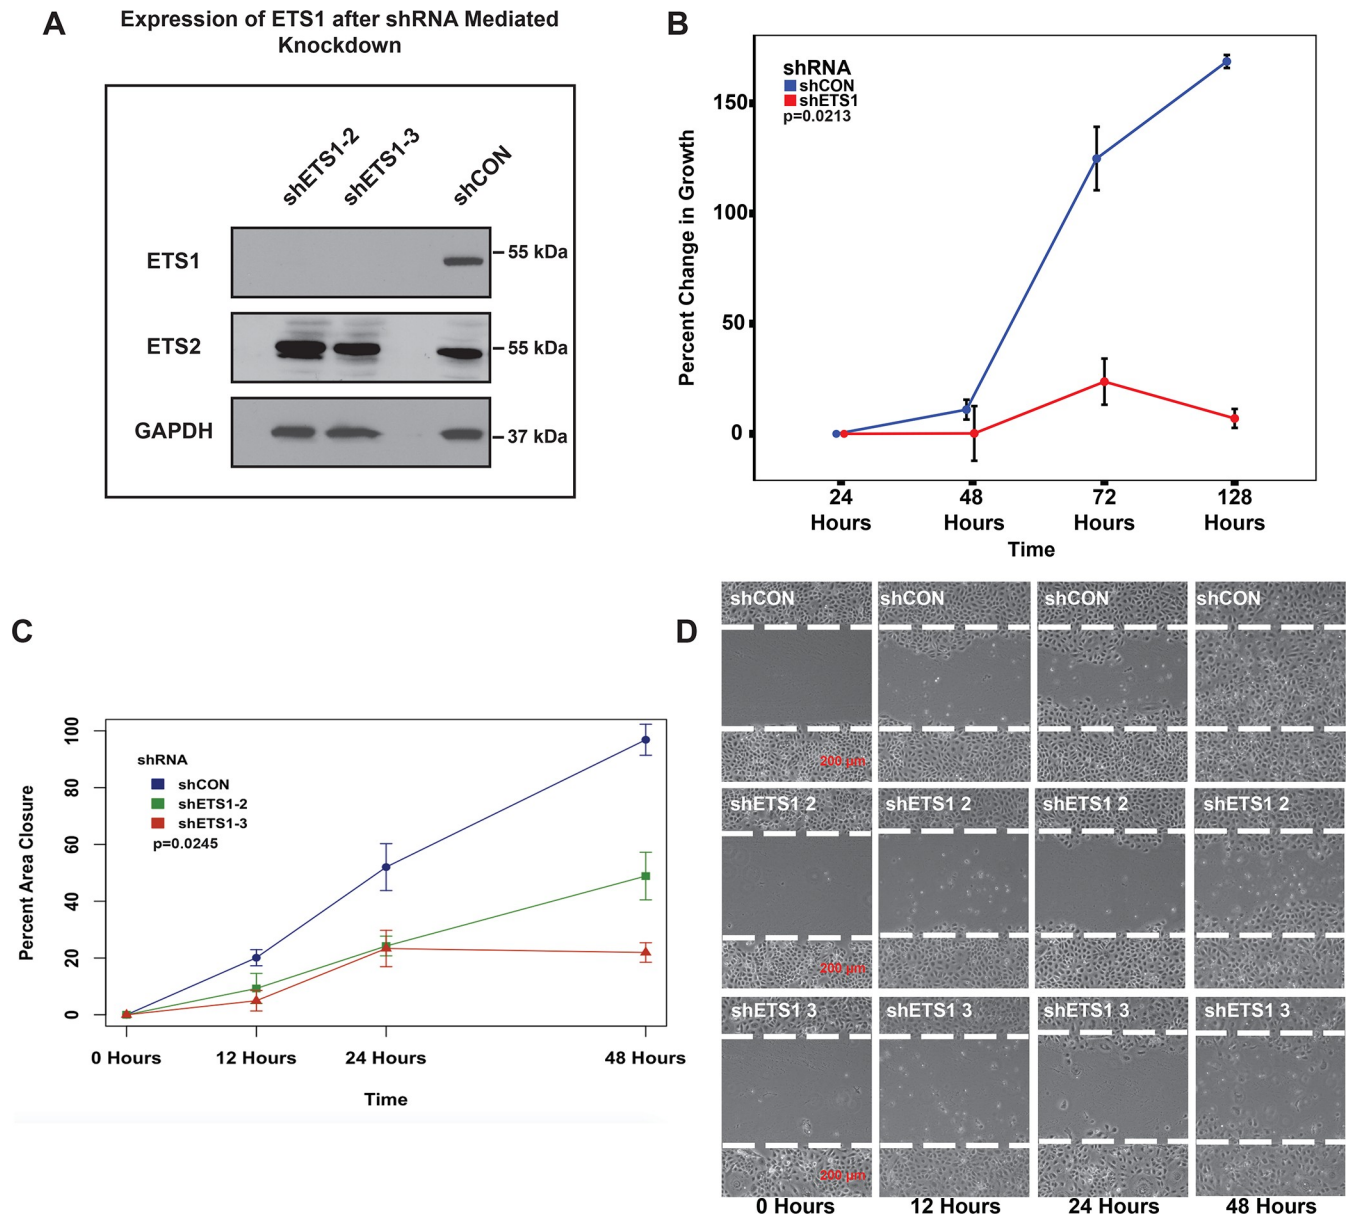 A
Expression of ETS1 after shRNA Mediated
Knockdown
shETS1-2
shETS1-3
shCON
ETS1
55 kDa
ETS2
55 kDa
GAPDH
37 kDa
B
shRNA
shCON
shETS1
p=0.0213
Percent Change in Growth
150
100
50
0
24
Hours
48
Hours
72
Hours
128
Hours
Time
C
shRNA
shCON
shETS1-2
shETS1-3
p=0.0245
Percent Area Closure
100
80
60
40
20
0
0 Hours
12 Hours
24 Hours
48 Hours
Time
D
shCON
shCON
shCON
shCON
200 µm
shETS1 2
shETS1 2
shETS1 2
shETS1 2
200 µm
shETS1 3
shETS1 3
shETS1 3
shETS1 3
200 µm
0 Hours
12 Hours
24 Hours
48 Hours